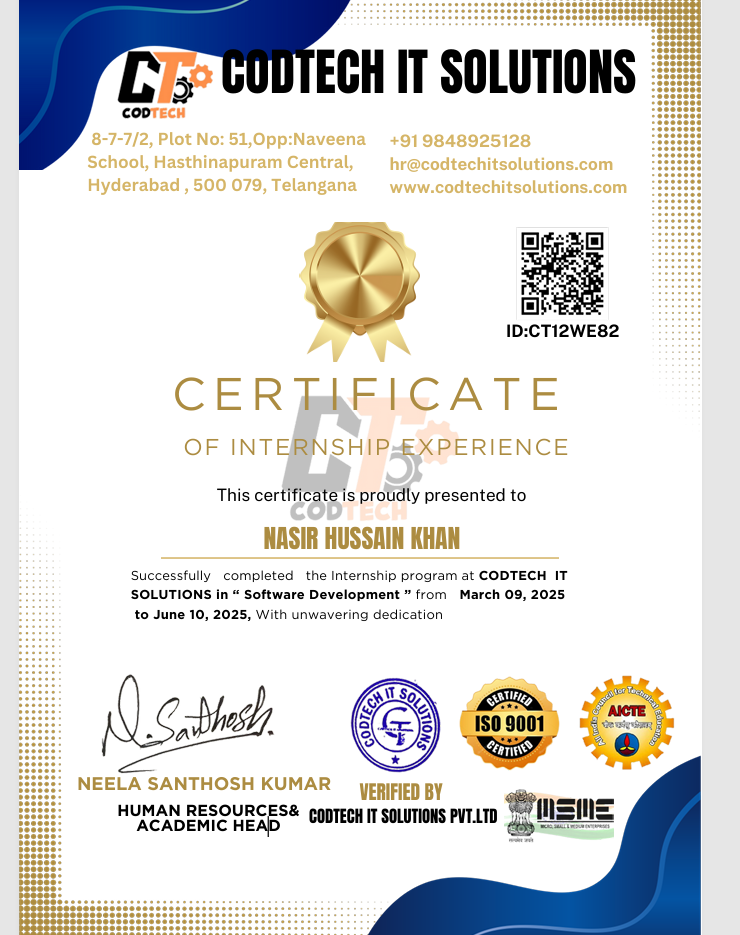 CT
CODTECH
CODTECH IT SOLUTIONS
8-7-7/2, Plot No: 51,Opp:Naveena
School, Hasthinapuram Central,
Hyderabad , 500 079, Telangana
+91 9848925128
hr@codtechitsolutions.com
www.codtechitsolutions.com
ID:CT12WE82
CERTIFICATE
OF INTERNSHIP EXPERIENCE
CT
CODTECH
This certificate is proudly presented to
NASIR HUSSAIN KHAN
Successfully completed the Internship program at CODTECH IT
SOLUTIONS in “ Software Development ” from March 09, 2025
to June 10, 2025, With unwavering dedication
N. Santhosh.
NEELA SANTHOSH KUMAR
HUMAN RESOURCES&
ACADEMIC HEAD
CODTECH IT SOLUTIONS
VERIFIED BY
CODTECH IT SOLUTIONS PVT.LTD
CERTIFIED
ISO 9001
CERTIFIED
All India Council for Technical Education
AICTE
MSME
MICRO, SMALL & MEDIUM ENTERPRISES